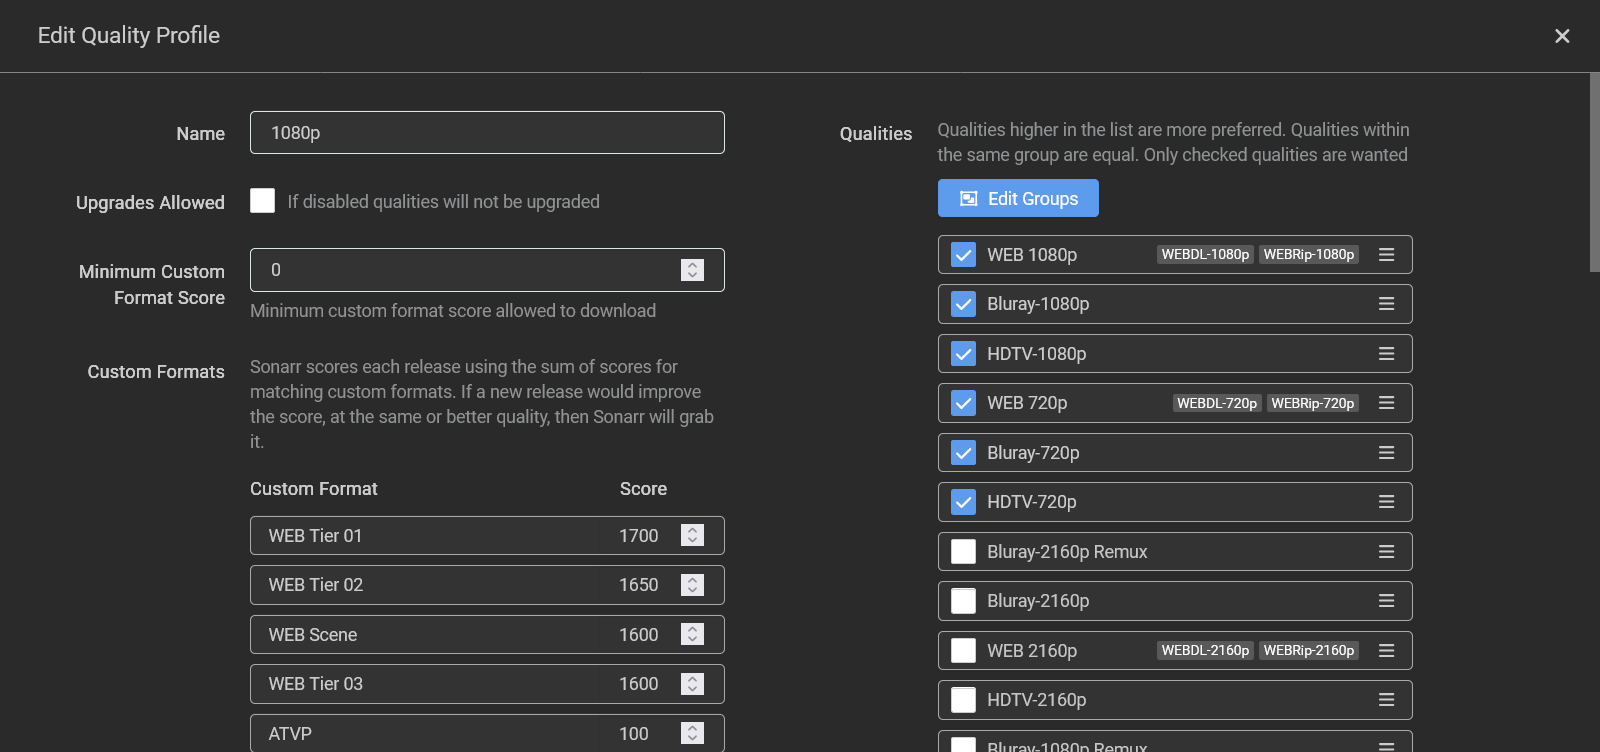 Edit Quality Profile
Name
1080p
Upgrades Allowed
If disabled qualities will not be upgraded
Minimum Custom
Format Score
0
Minimum custom format score allowed to download
Custom Formats
Sonarr scores each release using the sum of scores for
matching custom formats. If a new release would improve
the score, at the same or better quality, then Sonarr will grab
it.
Custom Format Score
WEB Tier 01 1700
WEB Tier 02 1650
WEB Scene 1600
WEB Tier 03 1600
ATVP 100
Qualities
Qualities higher in the list are more preferred. Qualities within
the same group are equal. Only checked qualities are wanted
Edit Groups
WEB 1080p WEBDL-1080p WEBRip-1080p
Bluray-1080p
HDTV-1080p
WEB 720p WEBDL-720p WEBRip-720p
Bluray-720p
HDTV-720p
Bluray-2160p Remux
Bluray-2160p
WEB 2160p WEBDL-2160p WEBRip-2160p
HDTV-2160p
Bluray-1080p Remux